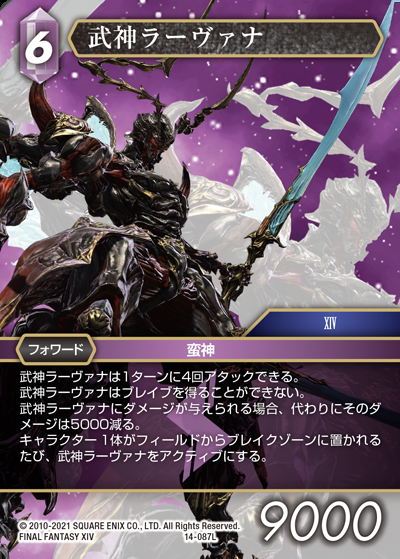 6
武神ラーヴァナ
XIV
フォワード
蛮神
武神ラーヴァナは1ターンに4回アタックできる。
武神ラーヴァナはブレイブを得ることができない。
武神ラーヴァナにダメージが与えられる場合、代わりにそのダ
メージは5000減る。
キャラクター1体がフィールドからブレイクゾーンに置かれる
たび、武神ラーヴァナをアクティブにする。
© 2010-2021 SQUARE ENIX CO., LTD. All Rights Reserved.
FINAL FANTASY XIV
14-087L
9000